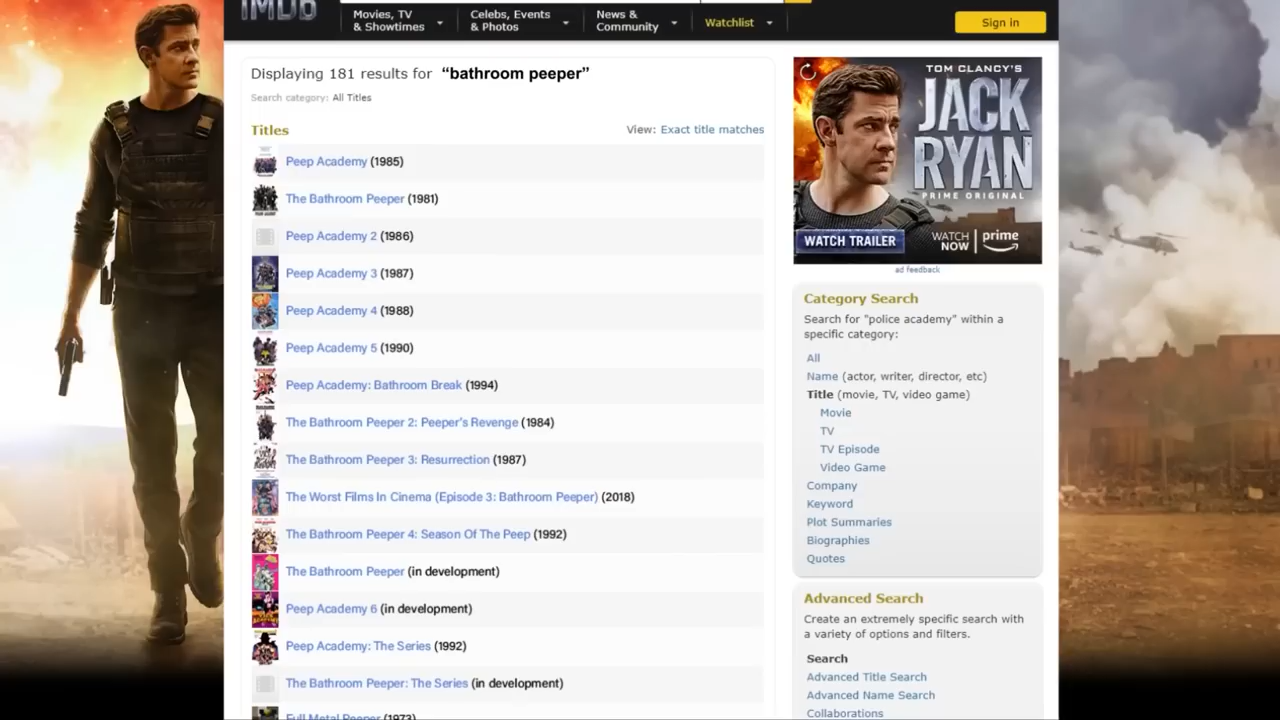 IMDb
Movies, TV
& Showtimes
Celebs, Events
& Photos
News &
Community
Watchlist
Sign in
Displaying 181 results for "bathroom peeper"
Search category: All Titles
Titles
View: Exact title matches
Peep Academy (1985)
The Bathroom Peeper (1981)
Peep Academy 2 (1986)
Peep Academy 3 (1987)
Peep Academy 4 (1988)
Peep Academy 5 (1990)
Peep Academy: Bathroom Break (1994)
The Bathroom Peeper 2: Peeper's Revenge (1984)
The Bathroom Peeper 3: Resurrection (1987)
The Worst Films In Cinema (Episode 3: Bathroom Peeper) (2018)
The Bathroom Peeper 4: Season Of The Peep (1992)
The Bathroom Peeper (in development)
Peep Academy 6 (in development)
Peep Academy: The Series (1992)
The Bathroom Peeper: The Series (in development)
Full Metal Peeper (1973)
TOM CLANCY'S
JACK
RYAN
PRIME ORIGINAL
WATCH TRAILER
WATCH
NOW
prime
ad feedback
Category Search
Search for "police academy" within a
specific category:
All
Name (actor, writer, director, etc)
Title (movie, TV, video game)
Movie
TV
TV Episode
Video Game
Company
Keyword
Plot Summaries
Biographies
Quotes
Advanced Search
Create an extremely specific search with
a variety of options and filters.
Search
Advanced Title Search
Advanced Name Search
Collaborations